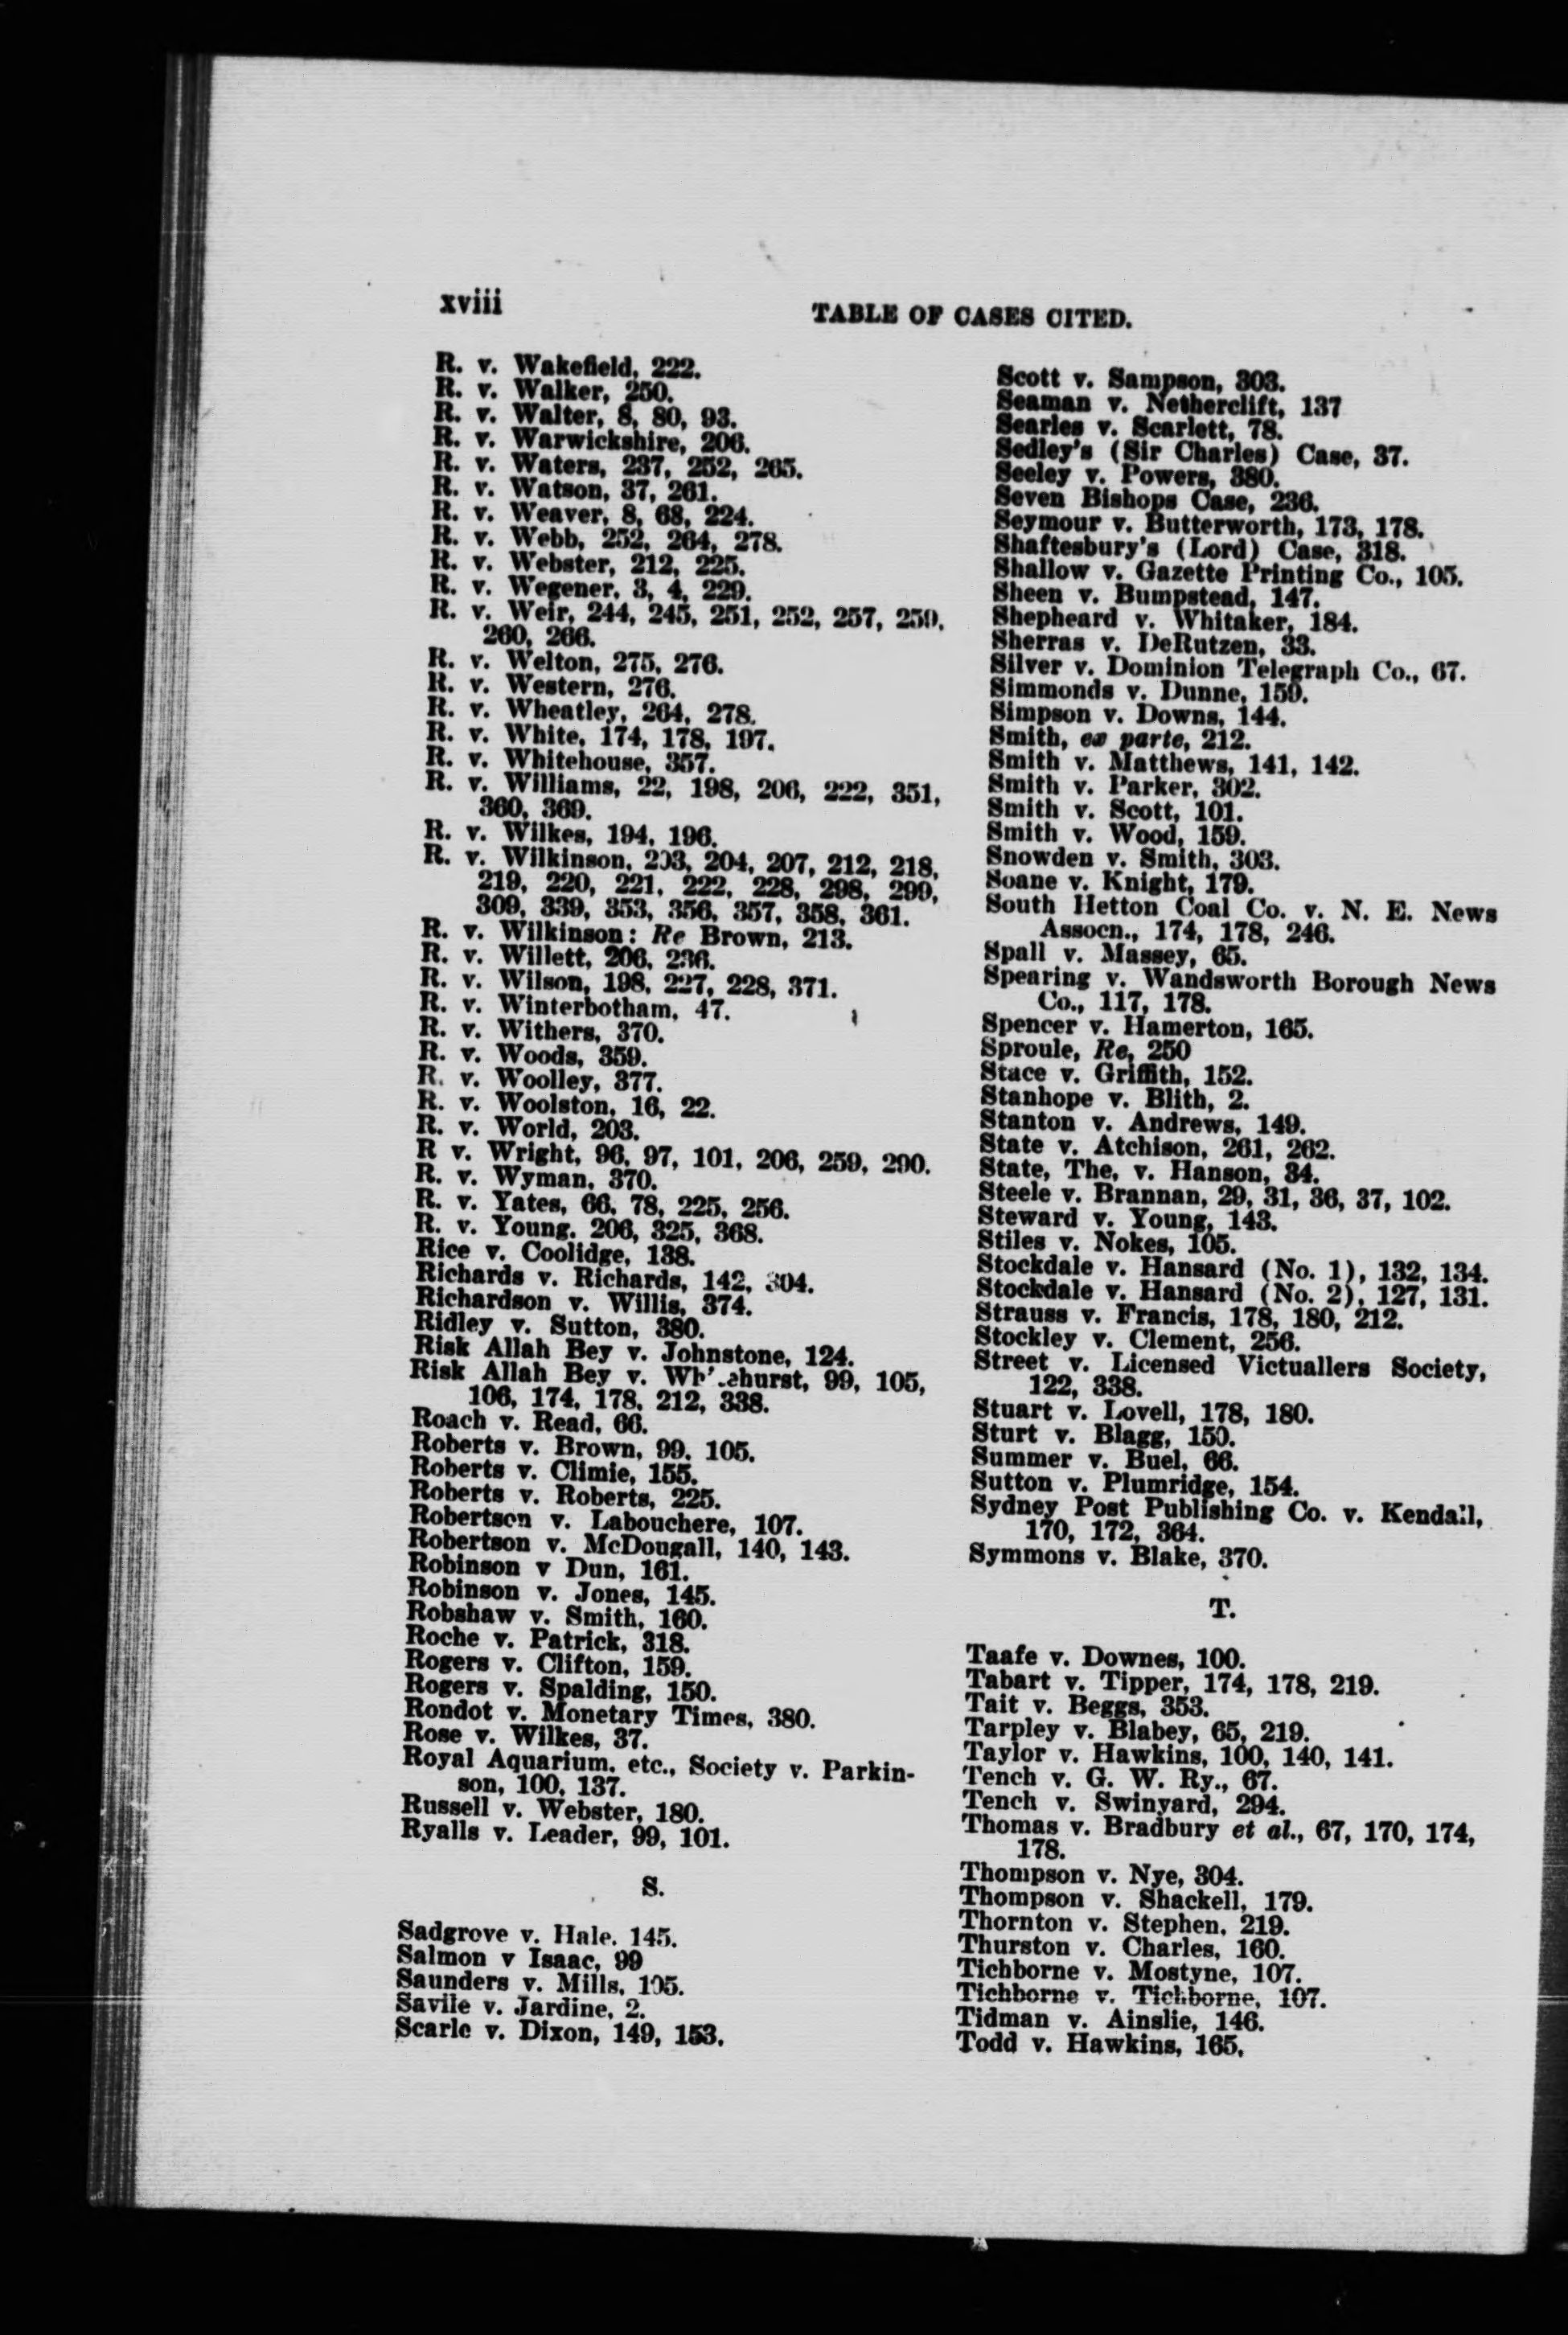 xviii
TABLE OF CASES CITED.
R. v. Wakefield, 222.
R. v. Walker, 250.
R. v. Walter, 8, 80, 93.
R. v. Warwickshire, 206.
R. v. Waters, 237, 252, 265.
R. v. Watson, 37, 261.
R. v. Weaver, 8, 68, 224.
R. v. Webb, 252, 264, 278.
R. v. Webster, 212, 225.
R. v. Wegener, 3, 4, 229.
R. v. Weir, 244, 245, 251, 252, 257, 259,
260, 266.
R. v. Welton, 275, 276.
R. v. Western, 276.
R. v. Wheatley, 264, 278.
R. v. White, 174, 178, 197.
R. v. Whitehouse, 357.
R. v. Williams, 22, 198, 206, 222, 351,
360, 369.
R. v. Wilkes, 194, 196.
R. v. Wilkinson, 203, 204, 207, 212, 218,
219, 220, 221, 222, 228, 298, 299,
309, 339, 353, 356, 357, 358, 361.
R. v. Wilkinson: Re Brown, 213.
R. v. Willett, 206, 236.
R. v. Wilson, 198, 227, 228, 371.
R. v. Winterbotham, 47.
R. v. Withers, 370.
R. v. Woods, 359.
R. v. Woolley, 377.
R. v. Woolston, 16, 22.
R. v. World, 203.
R v. Wright, 96, 97, 101, 206, 259, 290.
R. v. Wyman, 370.
R. v. Yates, 66, 78, 225, 256.
R. v. Young, 206, 325, 368.
Rice v. Coolidge, 138.
Richards v. Richards, 142, 304.
Richardson v. Willis, 374.
Ridley v. Sutton, 380.
Risk Allah Bey v. Johnstone, 124.
Risk Allah Bey v. 99, 105,
106, 174, 178, 212, 338.
Roach v. Read, 66.
Roberts v. Brown, 99, 105.
Roberts v. Climie, 155.
Roberts v. Roberts, 225.
Robertson v. Labouchere, 107.
Robertson v. McDougall, 140, 143.
Robinson v Dun, 161.
Robinson v. Jones, 145.
Robshaw v. Smith, 160.
Roche v. Patrick, 318.
Rogers v. Clifton, 159.
Rogers v. Spalding, 150.
Rondot v. Monetary Times, 380.
Rose v. Wilkes, 37.
Royal Aquarium, etc., Society v. Parkin-
son, 100, 137.
Russell v. Webster, 180.
Ryalls v. Leader, 99, 101.
S.
Sadgrove v. Hale, 145.
Salmon v Isaac, 99
Saunders v. Mills, 105.
Savile v. Jardine, 2.
Scarle v. Dixon, 149, 153.
Scott v. Sampson, 303.
Seaman v. Netherclift, 137
Searles v. Scarlett, 78.
Sedley's (Sir Charles) Case, 37.
Seeley v. Powers, 380.
Seven Bishops Case, 236.
Seymour v. Butterworth, 173, 178.
Shaftesbury's (Lord) Case, 318.
Shallow v. Gazette Printing Co., 105.
Sheen v. Bumpstead, 147.
Shepheard v. Whitaker, 184.
Sherras v. DeRutzen, 33.
Silver v. Dominion Telegraph Co., 67.
Simmonds v. Dunne, 159.
Simpson v. Downs, 144.
Smith, ex parte, 212.
Smith v. Matthews, 141, 142.
Smith v. Parker, 302.
Smith v. Scott, 101.
Smith v. Wood, 159.
Snowden v. Smith, 303.
Soane v. Knight, 179.
South Hetton Coal Co. v. N. E. News
Assocn., 174, 178, 246.
Spall v. Massey, 65.
Spearing v. Wandsworth Borough News
Co., 117, 178.
Spencer v. Hamerton, 165.
Sproule, Re, 250
Stace v. Griffith, 152.
Stanhope v. Blith, 2.
Stanton v. Andrews, 149.
State v. Atchison, 261, 262.
State, The, v. Hanson, 34.
Steele v. Brannan, 29, 31, 36, 37, 102.
Steward v. Young, 143.
Stiles v. Nokes, 105.
Stockdale v. Hansard (No. 1), 132, 134.
Stockdale v. Hansard (No. 2), 127, 131.
Strauss v. Francis, 178, 180, 212.
Stockley v. Clement, 256.
Street v. Licensed Victuallers Society,
122, 338.
Stuart v. Lovell, 178, 180.
Sturt v. Blagg, 150.
Summer v. Buel, 66.
Sutton v. Plumridge, 154.
Sydney Post Publishing Co. v. Kendall,
170, 172, 364.
Symmons v. Blake, 370.
T.
Taafe v. Downes, 100.
Tabart v. Tipper, 174, 178, 219.
Tait v. Beggs, 353.
Tarpley v. Blabey, 65, 219.
Taylor v. Hawkins, 100, 140, 141.
Tench v. G. W. Ry., 67.
Tench v. Swinyard, 294.
Thomas v. Bradbury et al., 67, 170, 174,
178.
Thompson v. Nye, 304.
Thompson v. Shackell, 179.
Thornton v. Stephen, 219.
Thurston v. Charles, 160.
Tichborne v. Mostyne, 107.
Tichborne v. Tichborne, 107.
Tidman v. Ainslie, 146.
Todd v. Hawkins, 165.